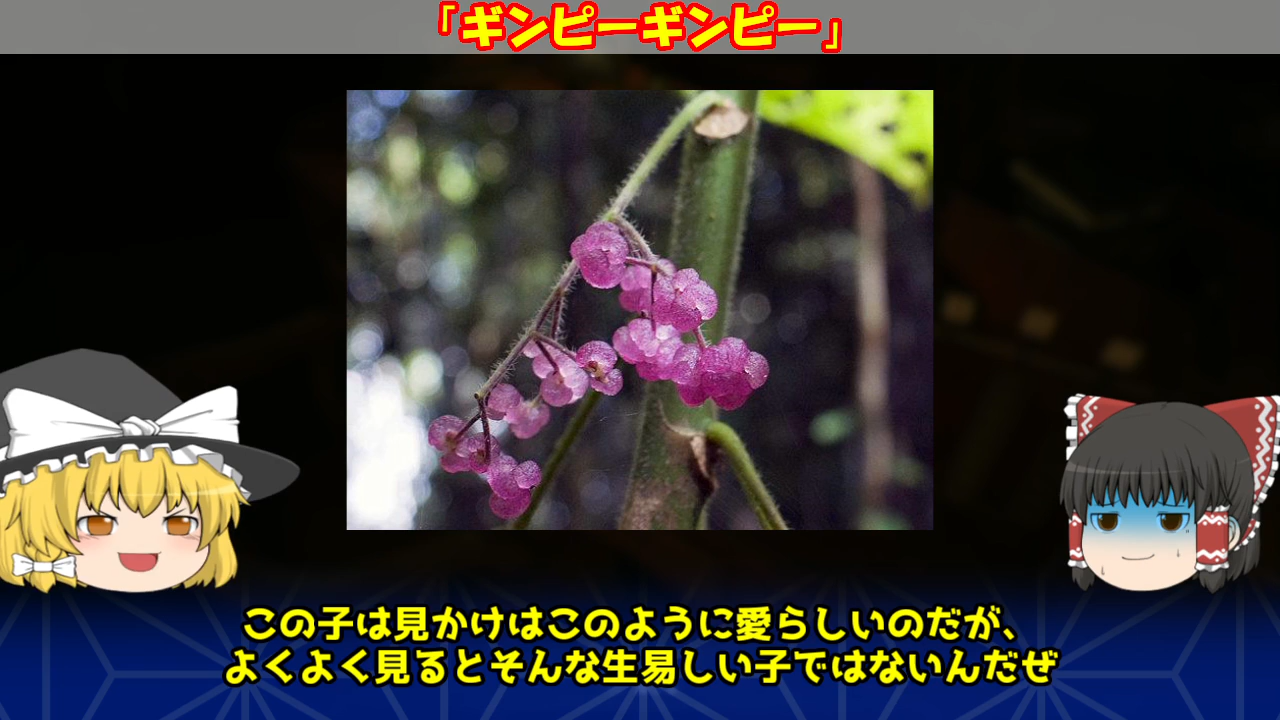 「ギンピーギンピー」
この子は見かけはこのように愛らしいのだが、
よくよく見るとそんな生易しい子ではないんだぜ